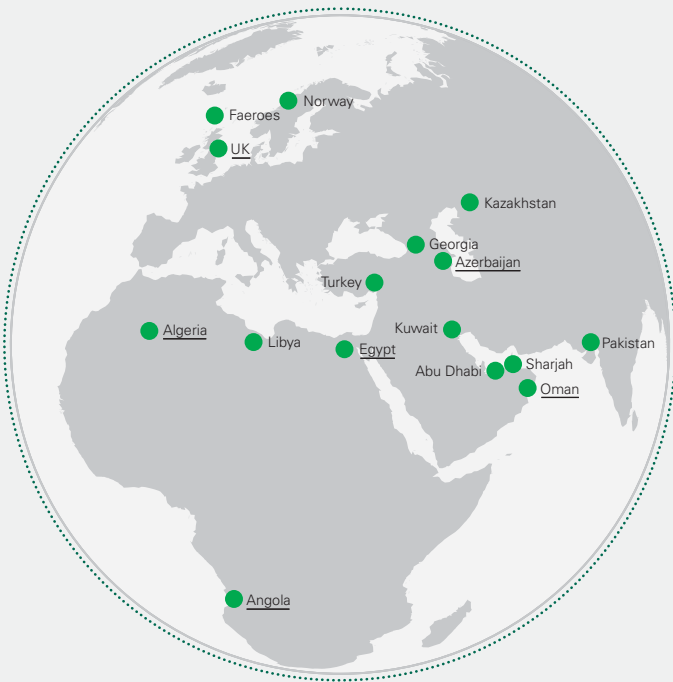 Norway
Faeroes
UK
Kazakhstan
Georgia
Azerbaijan
Turkey
Algeria
Libya
Egypt
Kuwait
Pakistan
Abu Dhabi
Sharjah
Oman
Angola